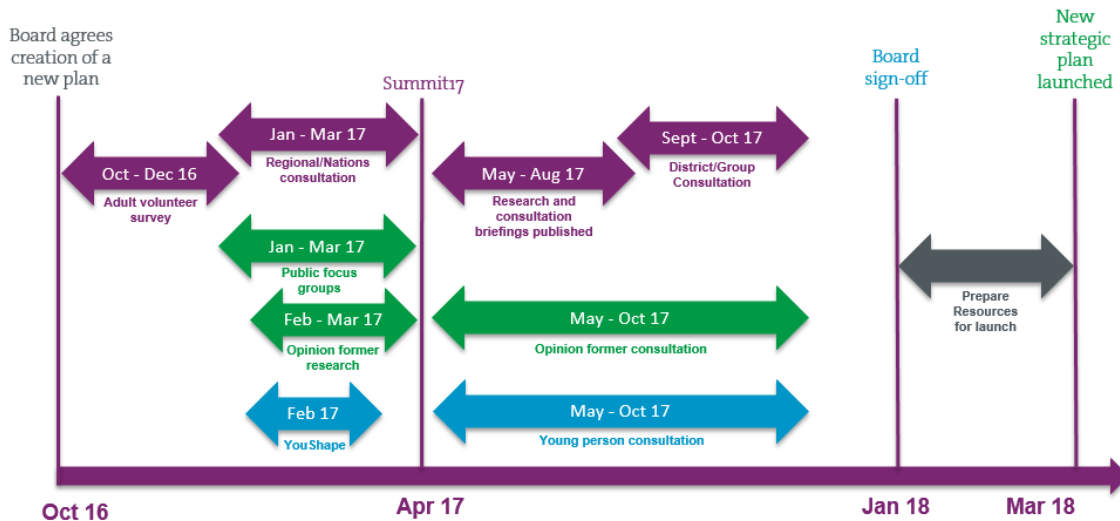 Board agrees
creation of a
new plan
Summit17
Board
sign-off
New
strategic
plan
launched
Oct - Dec 16
Adult volunteer
survey
Jan - Mar 17
Regional/Nations
consultation
May - Aug 17
Research and
consultation
briefings published
Sept - Oct 17
District/Group
Consultation
Jan - Mar 17
Public focus
groups
Feb - Mar 17
Opinion former
research
May - Oct 17
Opinion former consultation
Prepare
Resources
for launch
Feb 17
YouShape
May - Oct 17
Young person consultation
Oct 16
Apr 17
Jan 18
Mar 18